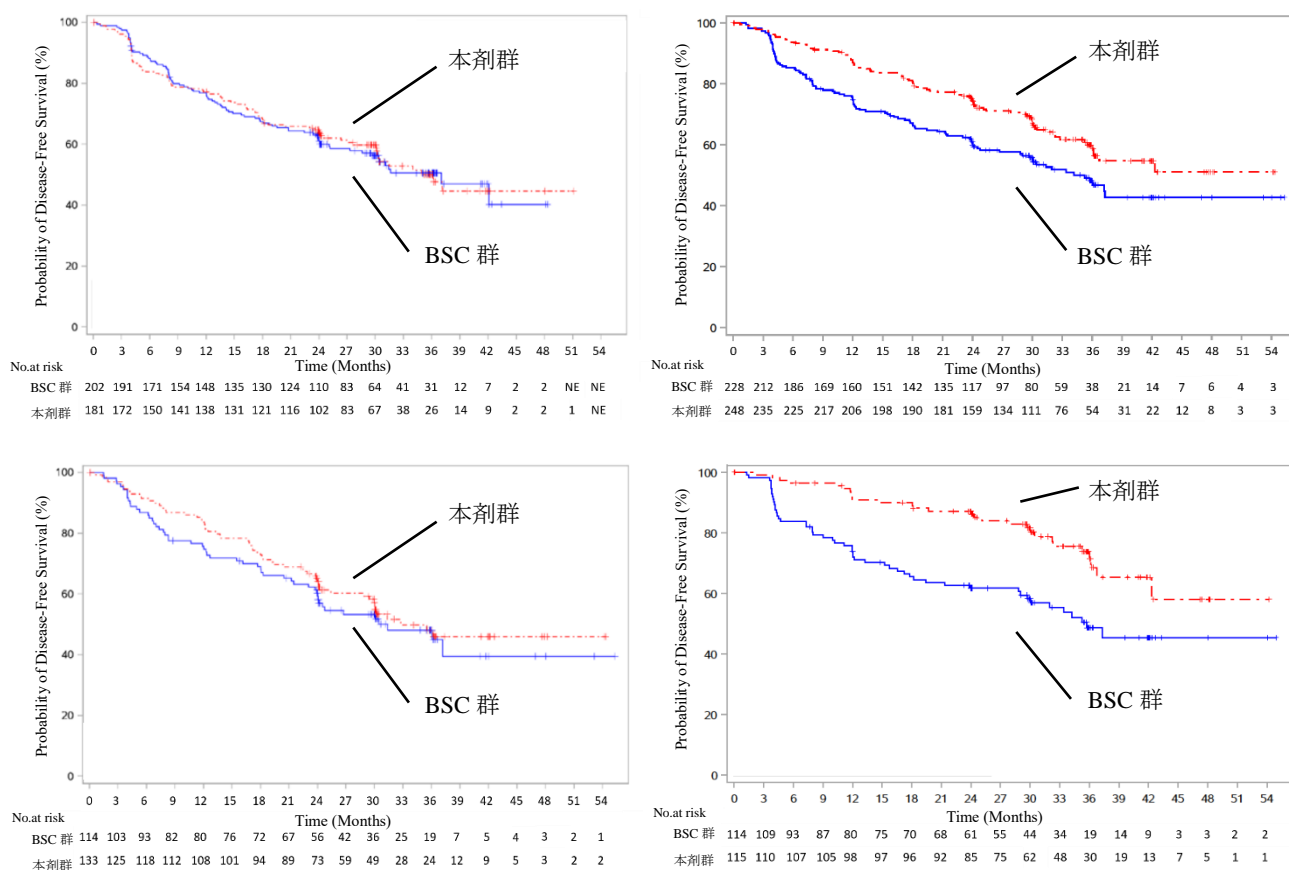 Probability of Disease-Free Survival (%)
100
80
60
40
20
0
本剤群
BSC 群
0 3 6 9 12 15 18 21 24 27 30 33 36 39 42 45 48 51 54
Time (Months)
No.at risk
BSC 群 202 191 171 154 148 135 130 124 110 83 64 41 31 12 7 2 2 NE NE
本剤群 181 172 150 141 138 131 121 116 102 83 67 38 26 14 9 2 2 1 NE
Probability of Disease-Free Survival (%)
100
80
60
40
20
0
本剤群
BSC 群
0 3 6 9 12 15 18 21 24 27 30 33 36 39 42 45 48 51 54
Time (Months)
No.at risk
BSC 群 228 212 186 169 160 151 142 135 117 97 80 59 38 21 14 7 6 4 3
本剤群 248 235 225 217 206 198 190 181 159 134 111 76 54 31 22 12 8 3 3
Probability of Disease-Free Survival (%)
100
80
60
40
20
0
本剤群
BSC 群
0 3 6 9 12 15 18 21 24 27 30 33 36 39 42 45 48 51 54
Time (Months)
No.at risk
BSC 群 114 103 93 82 80 76 72 67 56 42 36 25 19 7 5 4 3 2 1
本剤群 133 125 118 112 108 101 94 89 73 59 49 28 24 12 9 5 3 2 2
Probability of Disease-Free Survival (%)
100
80
60
40
20
0
本剤群
BSC 群
0 3 6 9 12 15 18 21 24 27 30 33 36 39 42 45 48 51 54
Time (Months)
No.at risk
BSC 群 114 109 93 87 80 75 70 68 61 55 44 34 19 14 9 3 3 2 2
本剤群 115 110 107 105 98 97 96 92 85 75 62 48 30 19 13 7 5 1 1